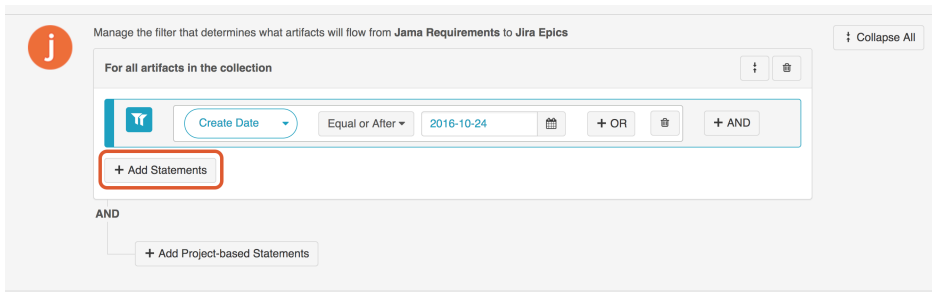 j
Manage the filter that determines what artifacts will flow from Jama Requirements to Jira Epics
Collapse All
For all artifacts in the collection
Create Date
Equal or After
2016-10-24
+ OR
+ AND
+ Add Statements
AND
+ Add Project-based Statements